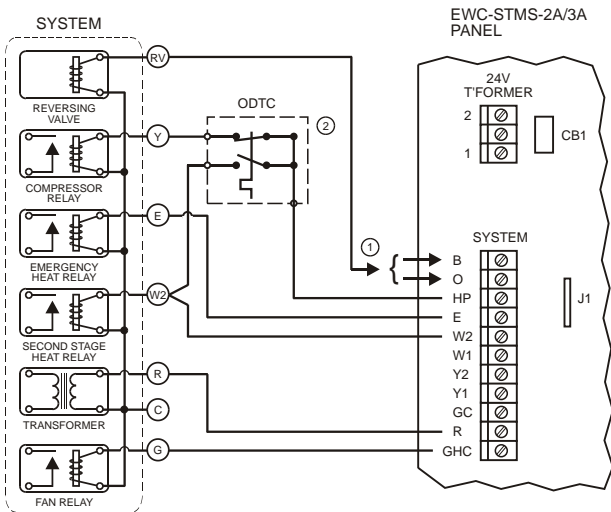 SYSTEM
EWC-STMS-2A/3A
PANEL
RV
REVERSING
VALVE
ODTC
2
24V
T'FORMER
2
1
CB1
Y
COMPRESSOR
RELAY
E
EMERGENCY
HEAT RELAY
1
SYSTEM
B
O
HP
E
W2
W1
Y2
Y1
GC
R
GHC
J1
W2
SECOND STAGE
HEAT RELAY
R
C
TRANSFORMER
G
FAN RELAY